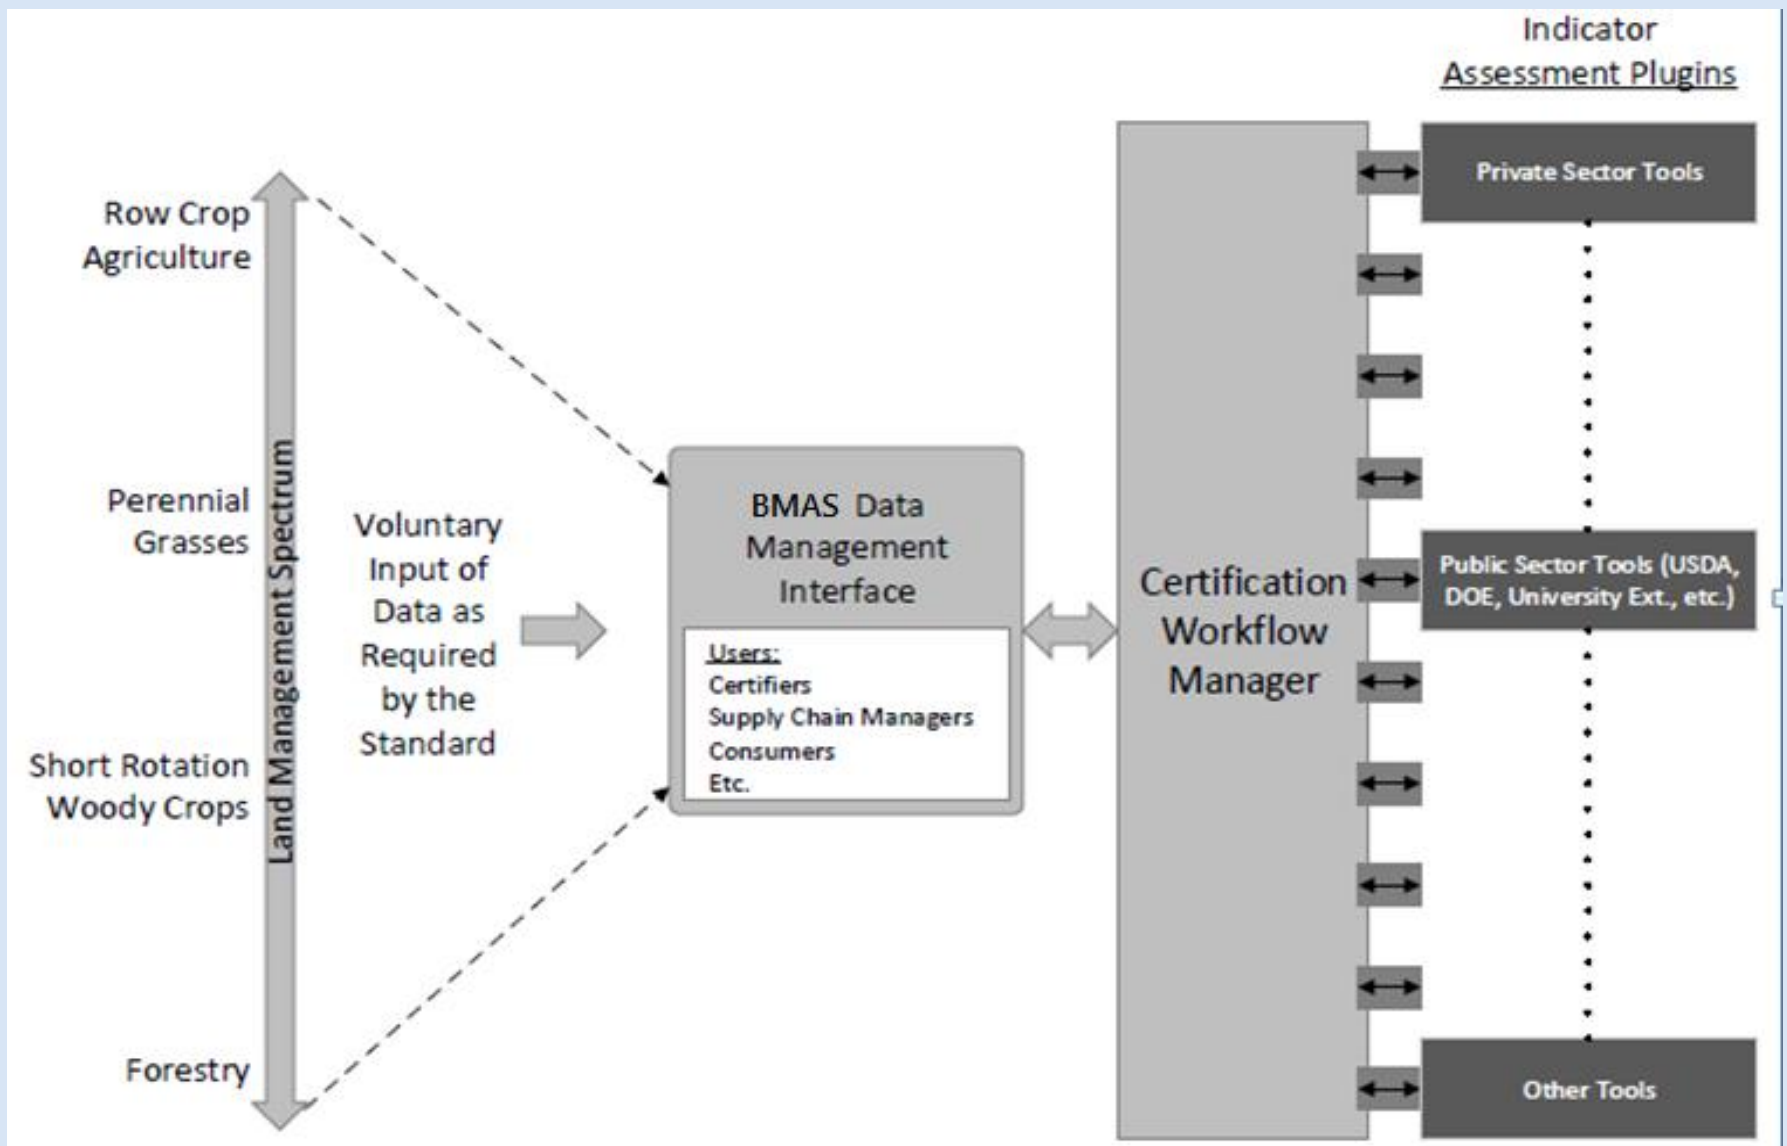 Indicator
Assessment Plugins
Row Crop
Agriculture
Perennial
Grasses
Short Rotation
Woody Crops
Forestry
Land Management Spectrum
Voluntary
Input of
Data as
Required
by the
Standard
BMAS Data
Management
Interface
Users:
Certifiers
Supply Chain Managers
Consumers
Etc.
Certification
Workflow
Manager
Private Sector Tools
Public Sector Tools (USDA,
DOE, University Ext., etc.)
Other Tools